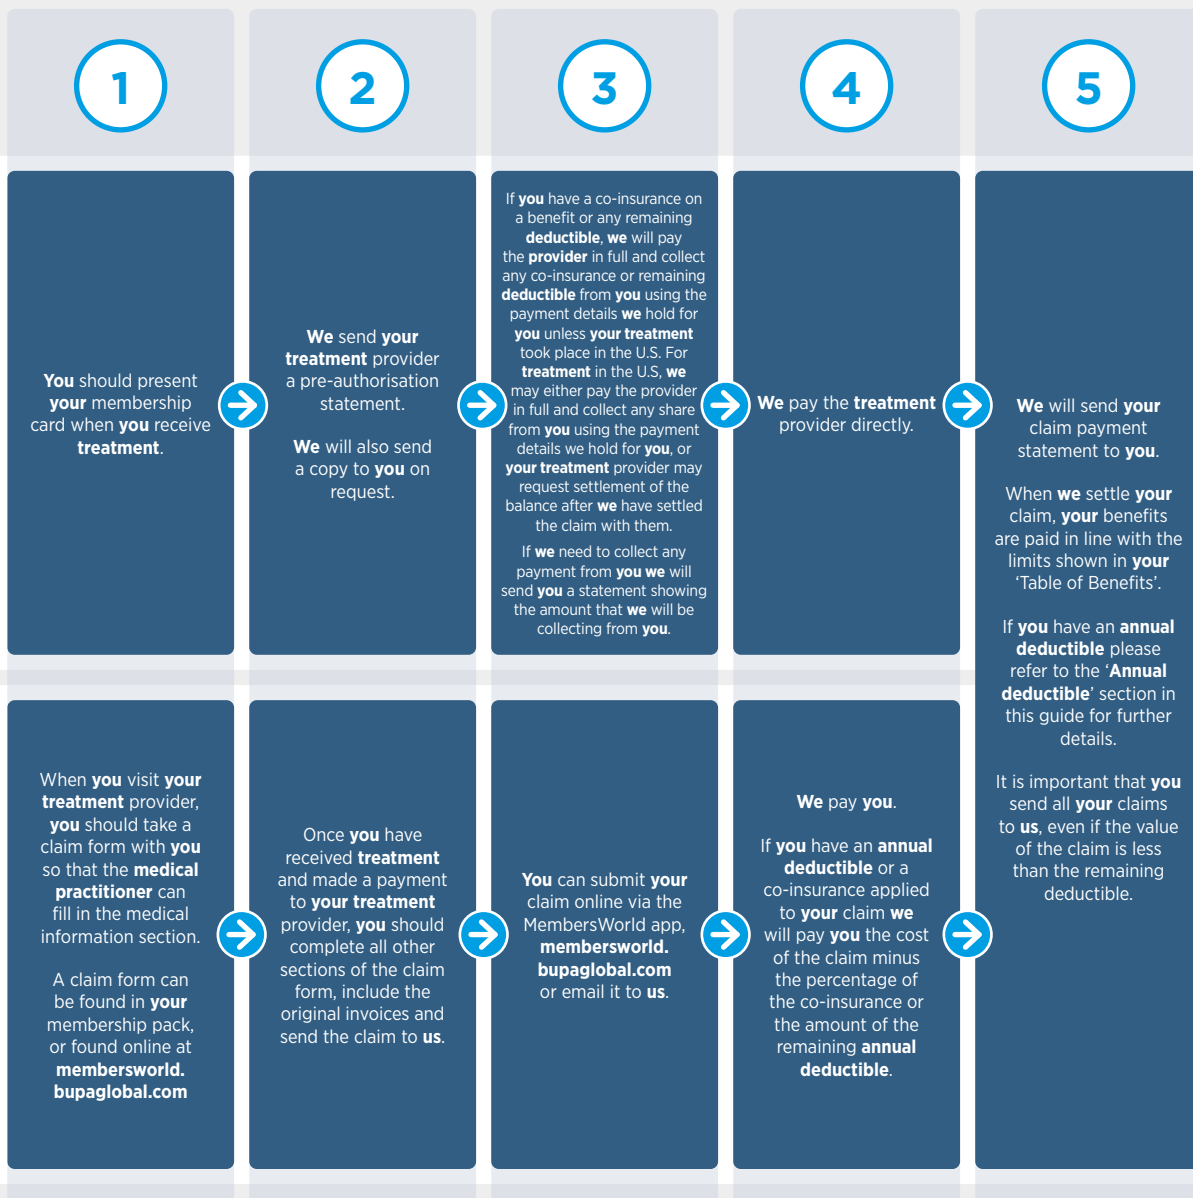 1
2
3
4
5
You should present
your membership
card when you receive
treatment.
We send your
treatment provider
a pre-authorisation
statement.
We will also send
a copy to you on
request.
If you have a co-insurance on
a benefit or any remaining
deductible, we will pay
the provider in full and collect
any co-insurance or remaining
deductible from you using the
payment details we hold for
you unless your treatment
took place in the U.S. For
treatment in the U.S, we
may either pay the provider
in full and collect any share
from you using the payment
details we hold for you, or
your treatment provider may
request settlement of the
balance after we have settled
the claim with them.
If we need to collect any
payment from you we will
send you a statement showing
the amount that we will be
collecting from you.
We pay the treatment
provider directly.
We will send your
claim payment
statement to you.
When we settle your
claim, your benefits
are paid in line with the
limits shown in your
‘Table of Benefits’.
If you have an annual
deductible please
refer to the ‘Annual
deductible’ section in
this guide for further
details.
It is important that you
send all your claims
to us, even if the value
of the claim is less
than the remaining
deductible.
When you visit your
treatment provider,
you should take a
claim form with you
so that the medical
practitioner can
fill in the medical
information section.
A claim form can
be found in your
membership pack,
or found online at
membersworld.
bupaglobal.com
Once you have
received treatment
and made a payment
to your treatment
provider, you should
complete all other
sections of the claim
form, include the
original invoices and
send the claim to us.
You can submit your
claim online via the
MembersWorld app,
membersworld.
bupaglobal.com
or email it to us.
We pay you.
If you have an annual
deductible or a
co-insurance applied
to your claim we
will pay you the cost
of the claim minus
the percentage of
the co-insurance or
the amount of the
remaining annual
deductible.